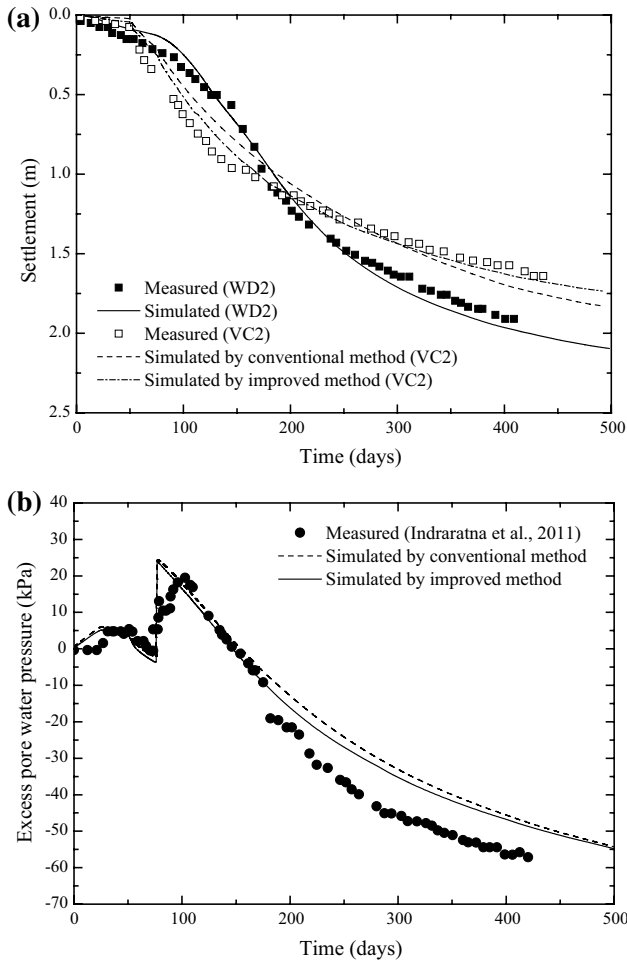 (a)
0.0
0.5
1.0
1.5
2.0
2.5
Settlement (m)
Measured (WD2)
Simulated (WD2)
Measured (VC2)
Simulated by conventional method (VC2)
Simulated by improved method (VC2)
0 100 200 300 400 500
Time (days)
(b)
40
30
20
10
0
-10
-20
-30
-40
-50
-60
-70
Excess pore water pressure (kPa)
Measured (Indraratna et al., 2011)
Simulated by conventional method
Simulated by improved method
0 100 200 300 400 500
Time (days)